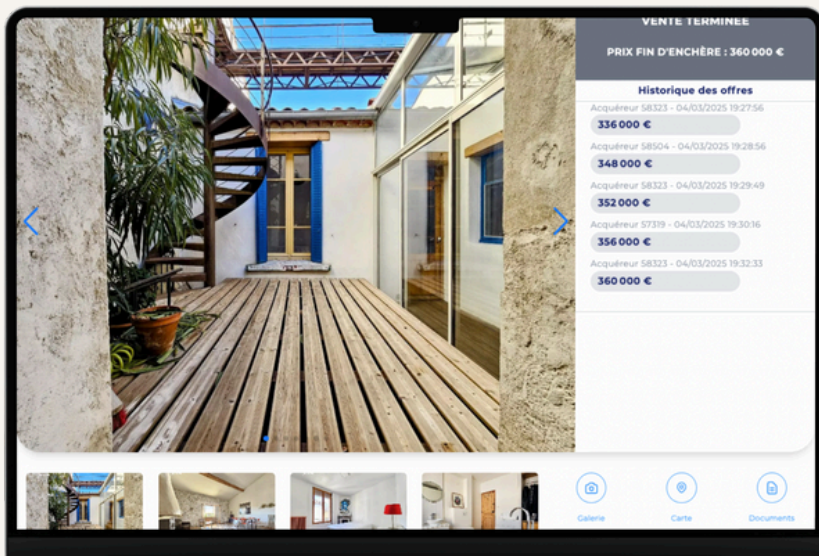 VENTE TERMINÉE
PRIX FIN D'ENCHÈRE : 360 000 €
Historique des offres
Acquéreur 58323 - 04/03/2025 19:27:56
336 000 €
Acquéreur 58504 - 04/03/2025 19:28:56
348 000 €
Acquéreur 58323 - 04/03/2025 19:29:49
352 000 €
Acquéreur 57319 - 04/03/2025 19:30:16
356 000 €
Acquéreur 58323 - 04/03/2025 19:32:33
360 000 €
Galerie
Carte
Documents